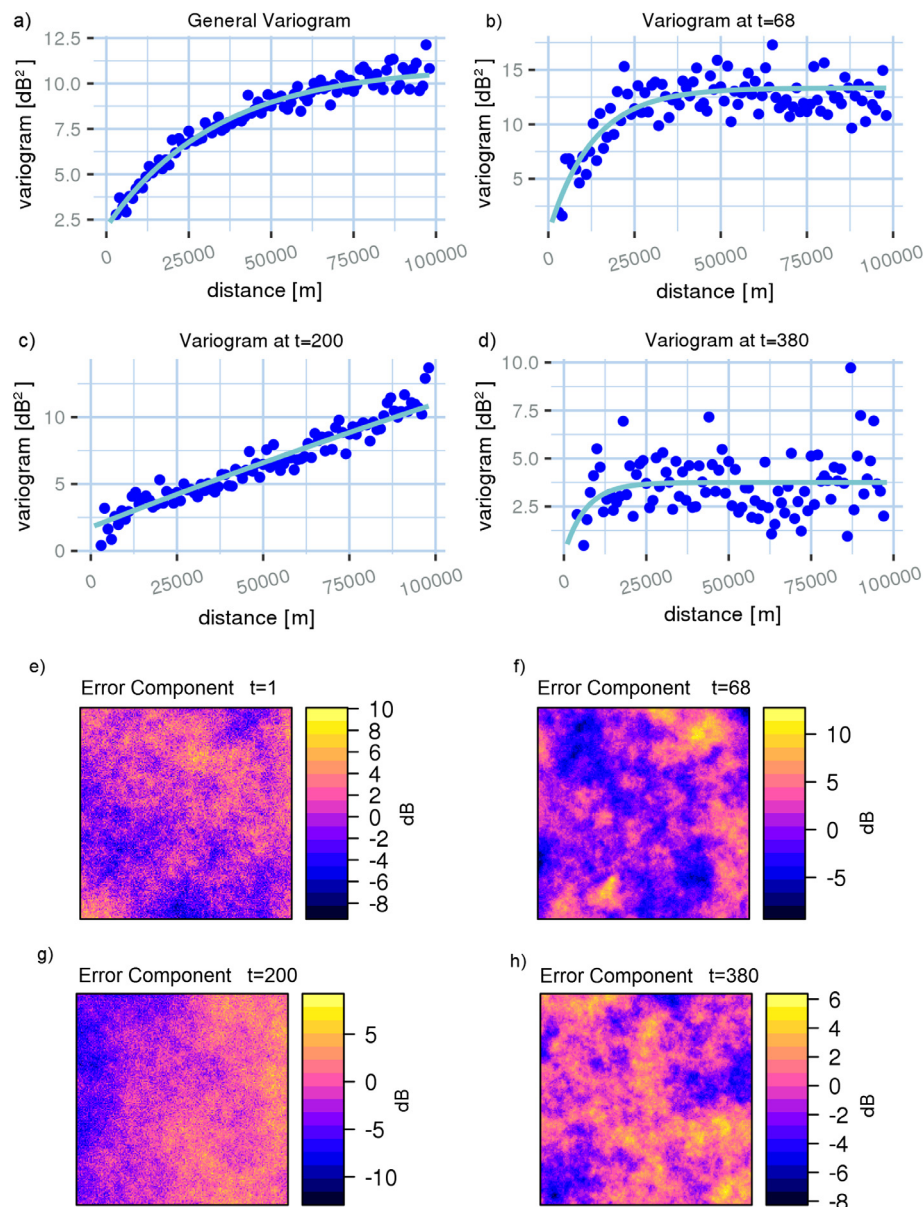 a)
General Variogram
variogram [dB²]
12.5
10.0
7.5
5.0
2.5
0
25000
50000
75000
100000
distance [m]
b)
Variogram at t=68
variogram [dB²]
15
10
5
0
25000
50000
75000
100000
distance [m]
c)
Variogram at t=200
variogram [dB²]
10
5
0
0
25000
50000
75000
100000
distance [m]
d)
Variogram at t=380
variogram [dB²]
10.0
7.5
5.0
2.5
0
25000
50000
75000
100000
distance [m]
e)
Error Component t=1
10
8
6
4
2
0
-2
-4
-6
-8
dB
f)
Error Component t=68
10
5
0
-5
dB
g)
Error Component t=200
5
0
-5
-10
dB
h)
Error Component t=380
6
4
2
0
-2
-4
-6
-8
dB